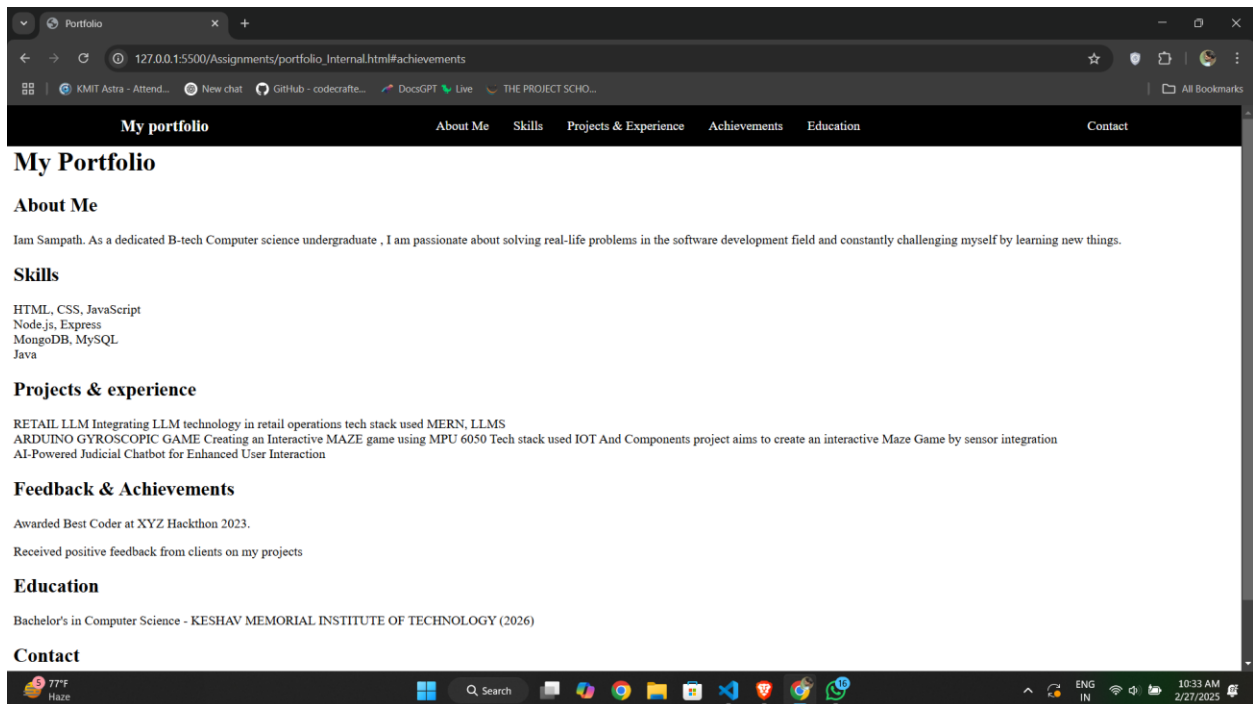 Portfolio
127.0.0.1:5500/Assignments/portfolio_Internal.html#achievements
KMIT Astra - Attend... New chat GitHub - codecrafte... DocsGPT Live THE PROJECT SCHO... All Bookmarks
My portfolio About Me Skills Projects & Experience Achievements Education Contact
My Portfolio
About Me
Iam Sampath. As a dedicated B-tech Computer science undergraduate , I am passionate about solving real-life problems in the software development field and constantly challenging myself by learning new things.
Skills
HTML, CSS, JavaScript
Node.js, Express
MongoDB, MySQL
Java
Projects & experience
RETAIL LLM Integrating LLM technology in retail operations tech stack used MERN, LLMS
ARDUINO GYROSCOPIC GAME Creating an Interactive MAZE game using MPU 6050 Tech stack used IOT And Components project aims to create an interactive Maze Game by sensor integration
AI-Powered Judicial Chatbot for Enhanced User Interaction
Feedback & Achievements
Awarded Best Coder at XYZ Hackthon 2023.
Received positive feedback from clients on my projects
Education
Bachelor's in Computer Science - KESHAV MEMORIAL INSTITUTE OF TECHNOLOGY (2026)
Contact
5 77°F Search 16 ENG 10:33 AM
Haze IN 2/27/2025